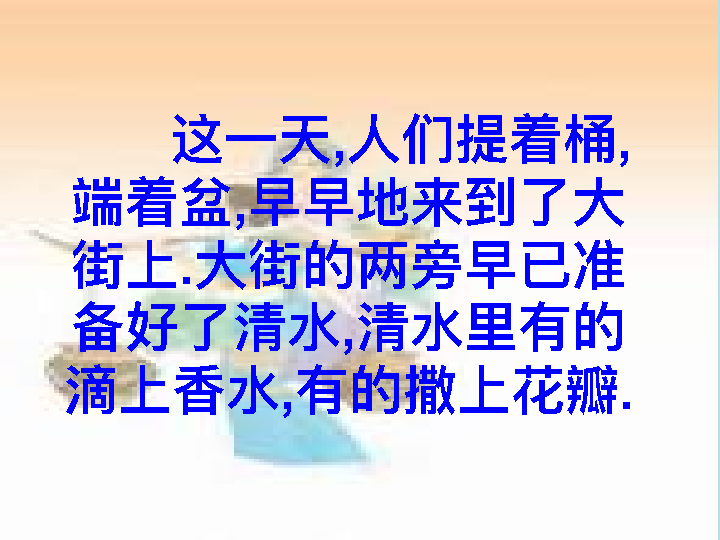 这一天,人们提着桶,
端着盆,早早地来到了大
街上.大街的两旁早已准
备好了清水,清水里有的
滴上香水,有的撒上花瓣.